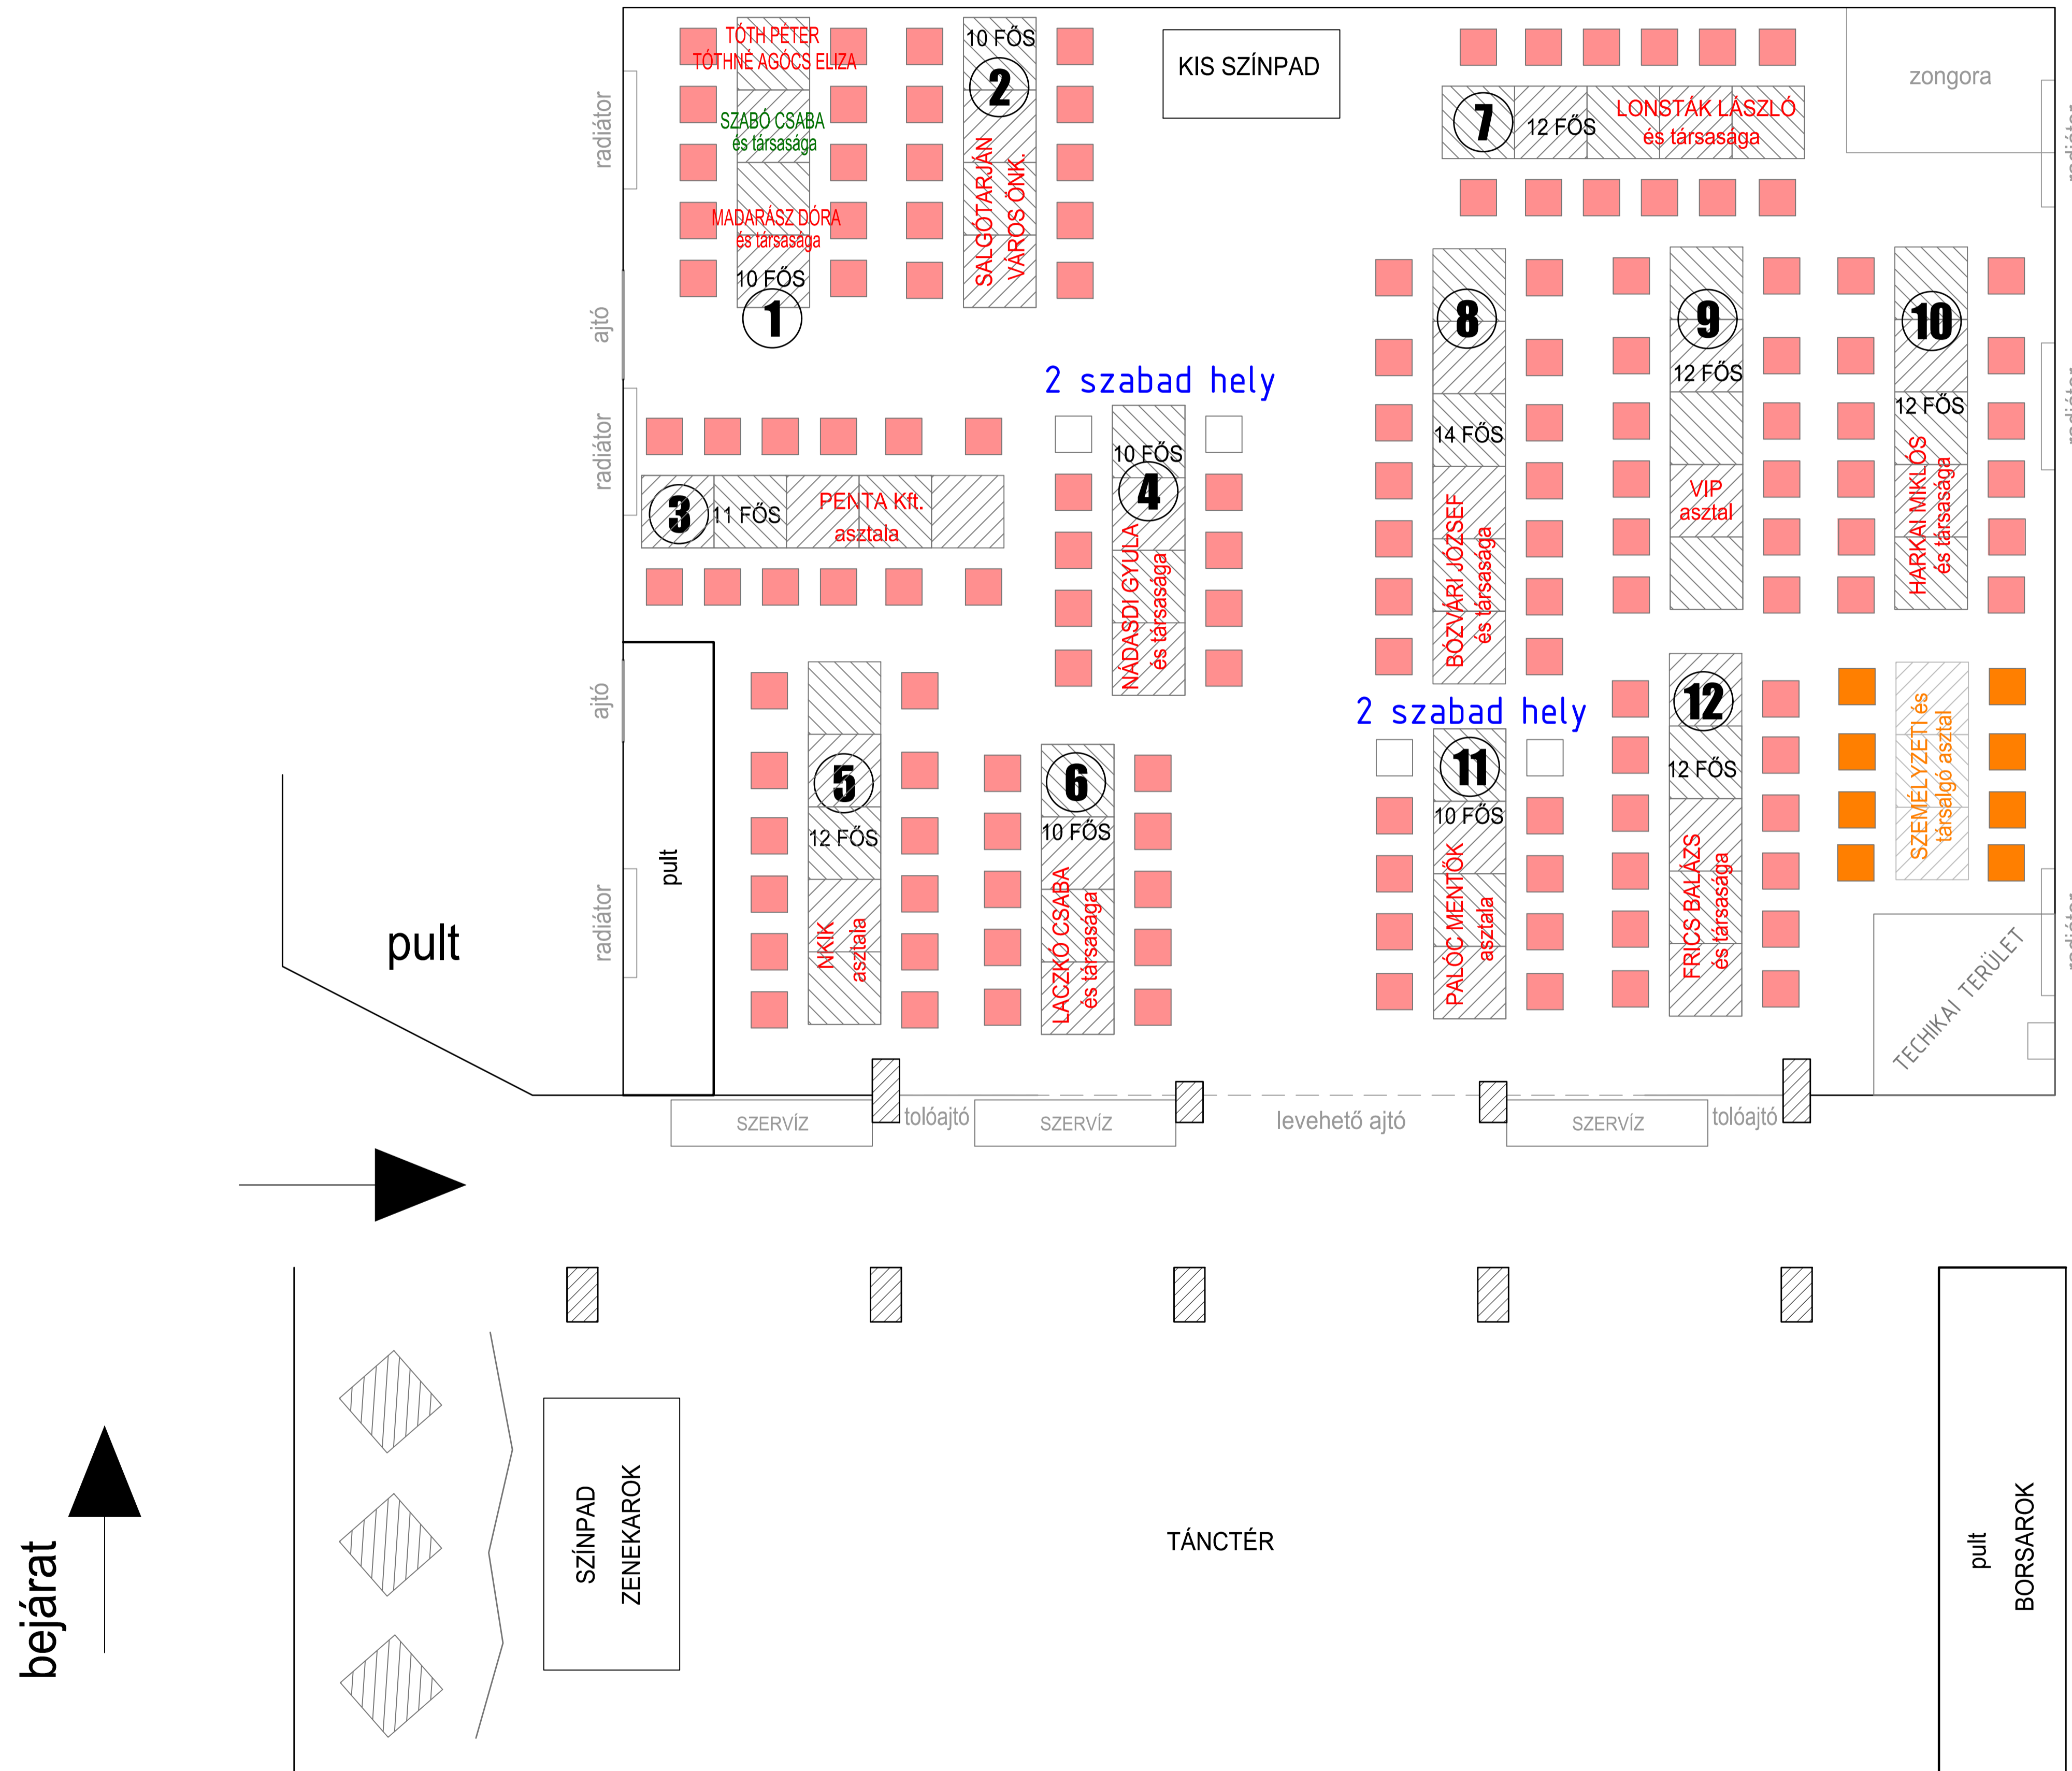 TÓTH PÉTER
TÓTHNÉ AGÓCS ELIZA
SZABÓ CSABA
és társasága
MADARÁSZ DÓRA
és társasága
10 FŐS
1
10 FŐS
2
SALGÓTARJÁN
VÁROS ÖNK.
KIS SZÍNPAD
7
12 FŐS
LONSTÁK LÁSZLÓ
és társasága
zongora
radiátor
radiátor
ajtó
radiátor
3
11 FŐS
PENTA Kft.
asztala
2 szabad hely
10 FŐS
4
NÁDASDI GYULA
és társasága
8
14 FŐS
BOZVÁRI JÓZSEF
és társasága
9
12 FŐS
VIP
asztal
10
12 FŐS
HARKAI MIKLÓS
és társasága
radiátor
ajtó
radiátor
pult
pult
5
12 FŐS
NKIK
asztala
6
10 FŐS
LACZKÓ CSABA
és társasága
2 szabad hely
11
10 FŐS
PALÓC MENTŐK
asztala
12
12 FŐS
FRICS BALÁZS
és társasága
SZEMÉLYZETI és
társalgó asztal
radiátor
TECHIKAI TERÜLET
SZERVÍZ
tolóajtó
SZERVÍZ
levehető ajtó
SZERVÍZ
tolóajtó
bejárat
SZÍNPAD
ZENEKAROK
TÁNCTÉR
pult
BORSAROK